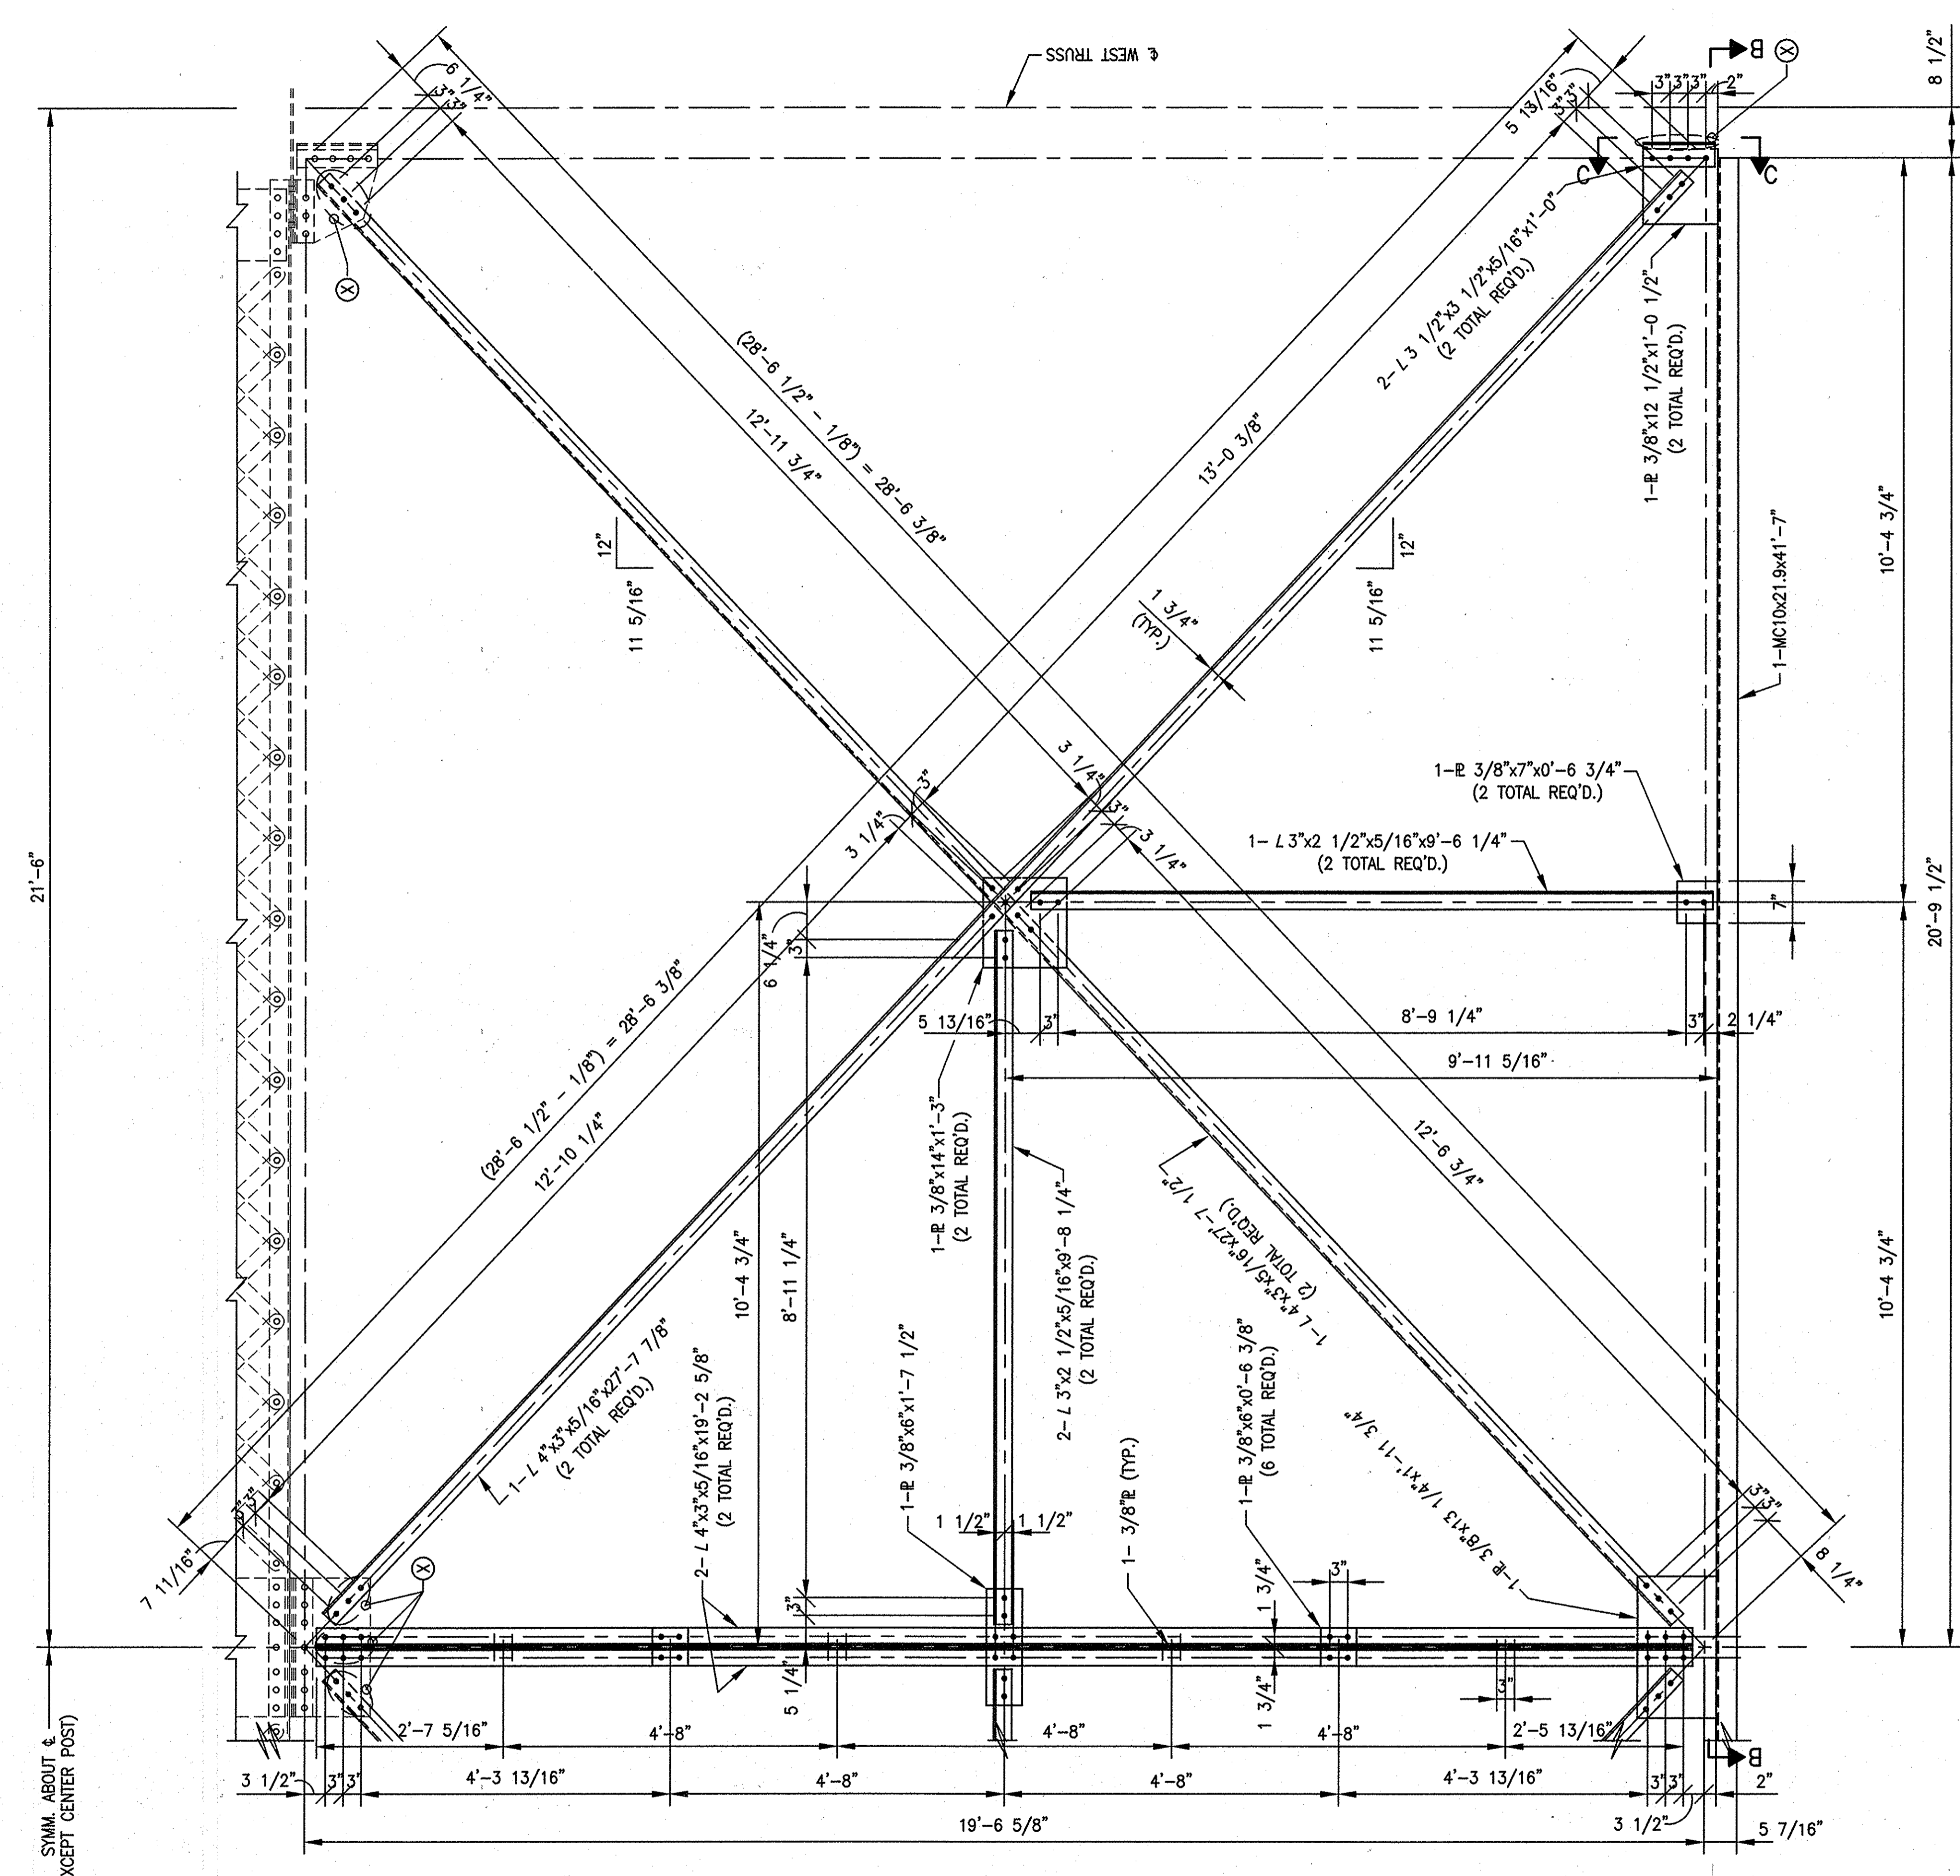 ℄ WEST TRUSS
B
X
8 1/2"
6 1/4"
3"
3"
5 13/16"
3"
3"
3"
3"
3"
2"
C
C
X
2-L 3 1/2"x3 1/2"x5/16"x1'-0"
(2 TOTAL REQ'D.)
1-℄ 3/8"x12 1/2"x1'-0 1/2"
(2 TOTAL REQ'D.)
(28'-6 1/2" - 1/8") = 28'-6 3/8"
12'-11 3/4"
13'-0 3/8"
12"
11 5/16"
12"
11 5/16"
1 3/4"
(TYP.)
10'-4 3/4"
1-MC10x21.9x41'-7"
21'-6"
20'-9 1/2"
3 1/4"
3"
3 1/4"
3"
3 1/4"
1-PL 3/8"x7"x0'-6 3/4"
(2 TOTAL REQ'D.)
1- L 3"x2 1/2"x5/16"x9'-6 1/4"
(2 TOTAL REQ'D.)
7"
6 1/4"
3"
5 13/16"
3"
8'-9 1/4"
3"
2 1/4"
9'-11 5/16"
(28'-6 1/2" - 1/8") = 28'-6 3/8"
12'-10 1/4"
1-PL 3/8"x14"x1'-3"
(2 TOTAL REQ'D.)
12'-6 3/4"
1-L 4"x3"x5/16"x27'-7 1/2"
(2 TOTAL REQ'D.)
10'-4 3/4"
8'-11 1/4"
2-L 3"x2 1/2"x5/16"x9'-8 1/4"
(2 TOTAL REQ'D.)
10'-4 3/4"
1-L 4"x3"x5/16"x27'-7 7/8"
(2 TOTAL REQ'D.)
2-L 4"x3"x5/16"x19'-2 5/8"
(2 TOTAL REQ'D.)
1-PL 3/8"x6"x1'-7 1/2"
1- 3/8"PL (TYP.)
1-PL 3/8"x6"x0'-6 3/8"
(6 TOTAL REQ'D.)
1-PL 3/8"x13 1/4"x1'-11 3/4"
3"
3"
7 11/16"
X
1 1/2"
1 1/2"
3"
1 3/4"
3"
3"
8 1/4"
3"
5 1/4"
1 3/4"
3"
2'-7 5/16"
4'-8"
4'-8"
4'-8"
2'-5 13/16"
B
3 1/2"
3"
3"
4'-3 13/16"
4'-8"
4'-8"
4'-3 13/16"
3"
3"
2"
3 1/2"
19'-6 5/8"
5 7/16"
SYMM. ABOUT ℄
XCEPT CENTER POST)